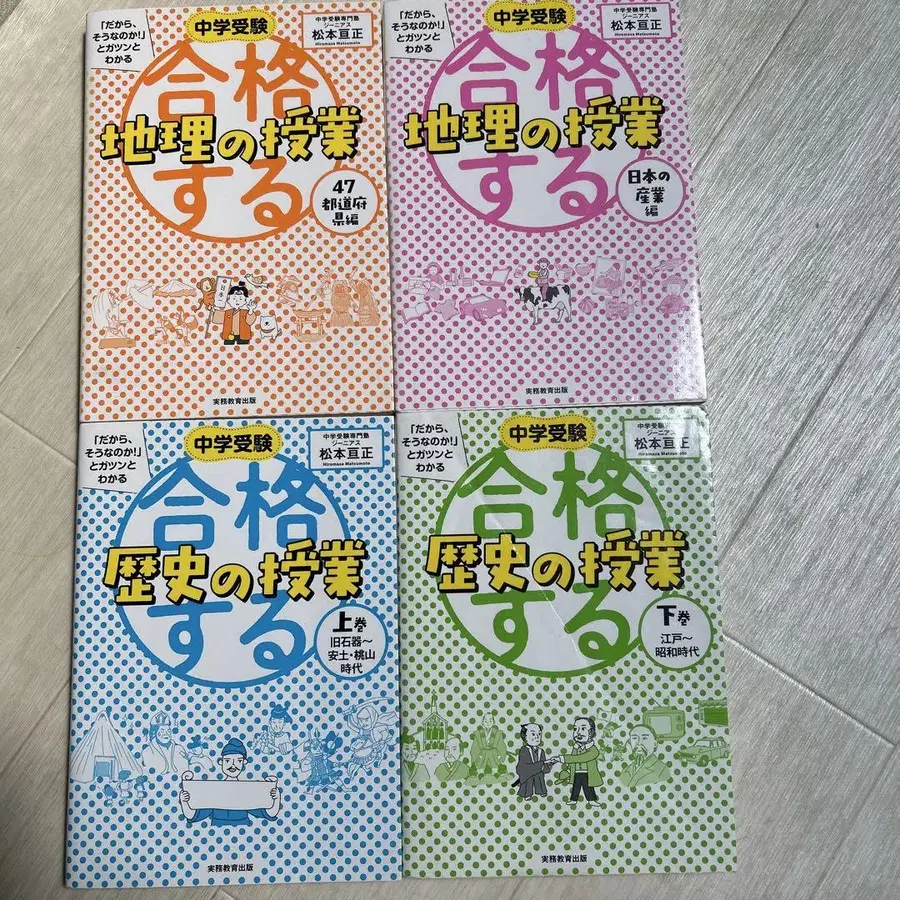 「だから、
そうなのか!」
とガツンと
わかる
中学受験
中学受験専門塾
ジーニアス
松本亘正
Hiromasa Matsumoto
合格
地理の授業
する
47
都道府
県編
実務教育出版
「だから、
そうなのか!」
とガツンと
わかる
中学受験
中学受験専門塾
ジーニアス
松本亘正
Hiromasa Matsumoto
合格
地理の授業
する
日本の
産業
編
実務教育出版
「だから、
そうなのか!」
とガツンと
わかる
中学受験
中学受験専門塾
ジーニアス
松本亘正
Hiromasa Matsumoto
合格
歴史の授業
する
上巻
旧石器〜
安土・桃山
時代
実務教育出版
「だから、
そうなのか!」
とガツンと
わかる
中学受験
中学受験専門塾
ジーニアス
松本亘正
Hiromasa Matsumoto
合格
歴史の授業
する
下巻
江戸〜
昭和時代
実務教育出版